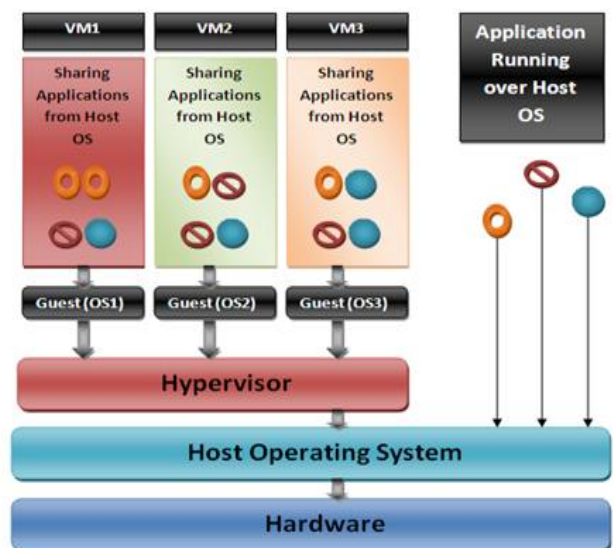 VM1
VM2
VM3
Sharing
Applications
from Host
OS
Sharing
Applications
from Host
OS
Sharing
Applications
from Host
OS
Application
Running
over Host
OS
Guest (OS1)
Guest (OS2)
Guest (OS3)
Hypervisor
Host Operating System
Hardware